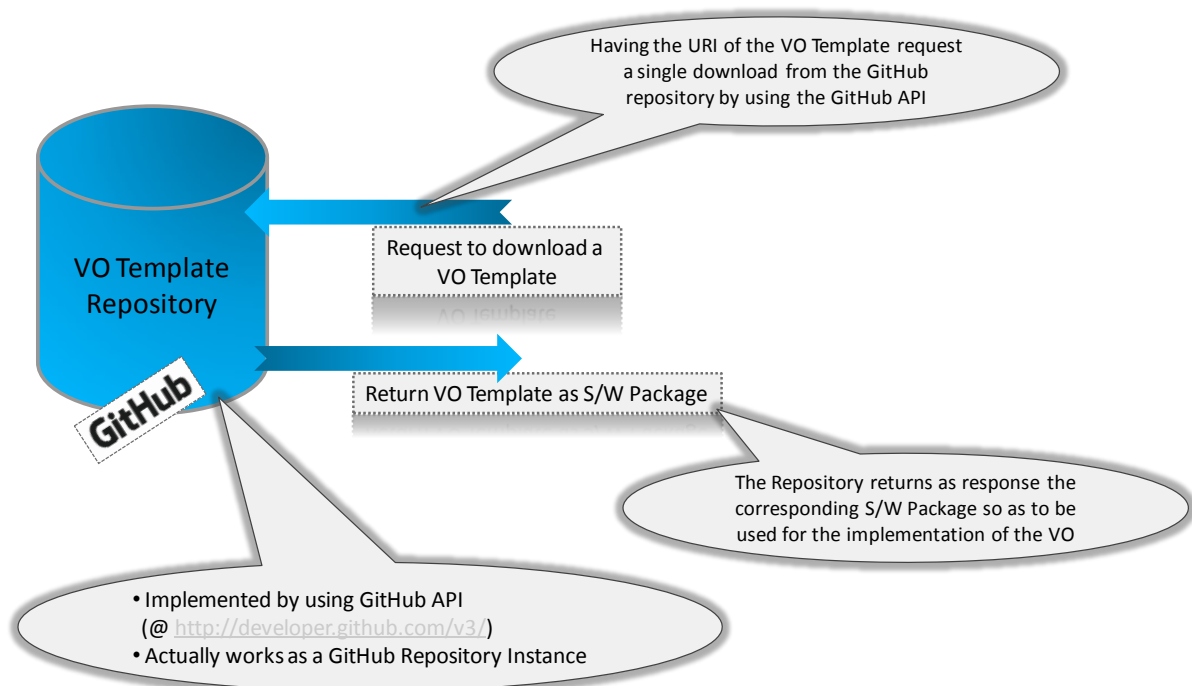 Having the URI of the VO Template request
a single download from the GitHub
repository by using the GitHub API
VO Template
Repository
Request to download a
VO Template
Return VO Template as S/W Package
GitHub
The Repository returns as response the
corresponding S/W Package so as to be
used for the implementation of the VO
• Implemented by using GitHub API
(@ http://developer.github.com/v3/)
• Actually works as a GitHub Repository Instance